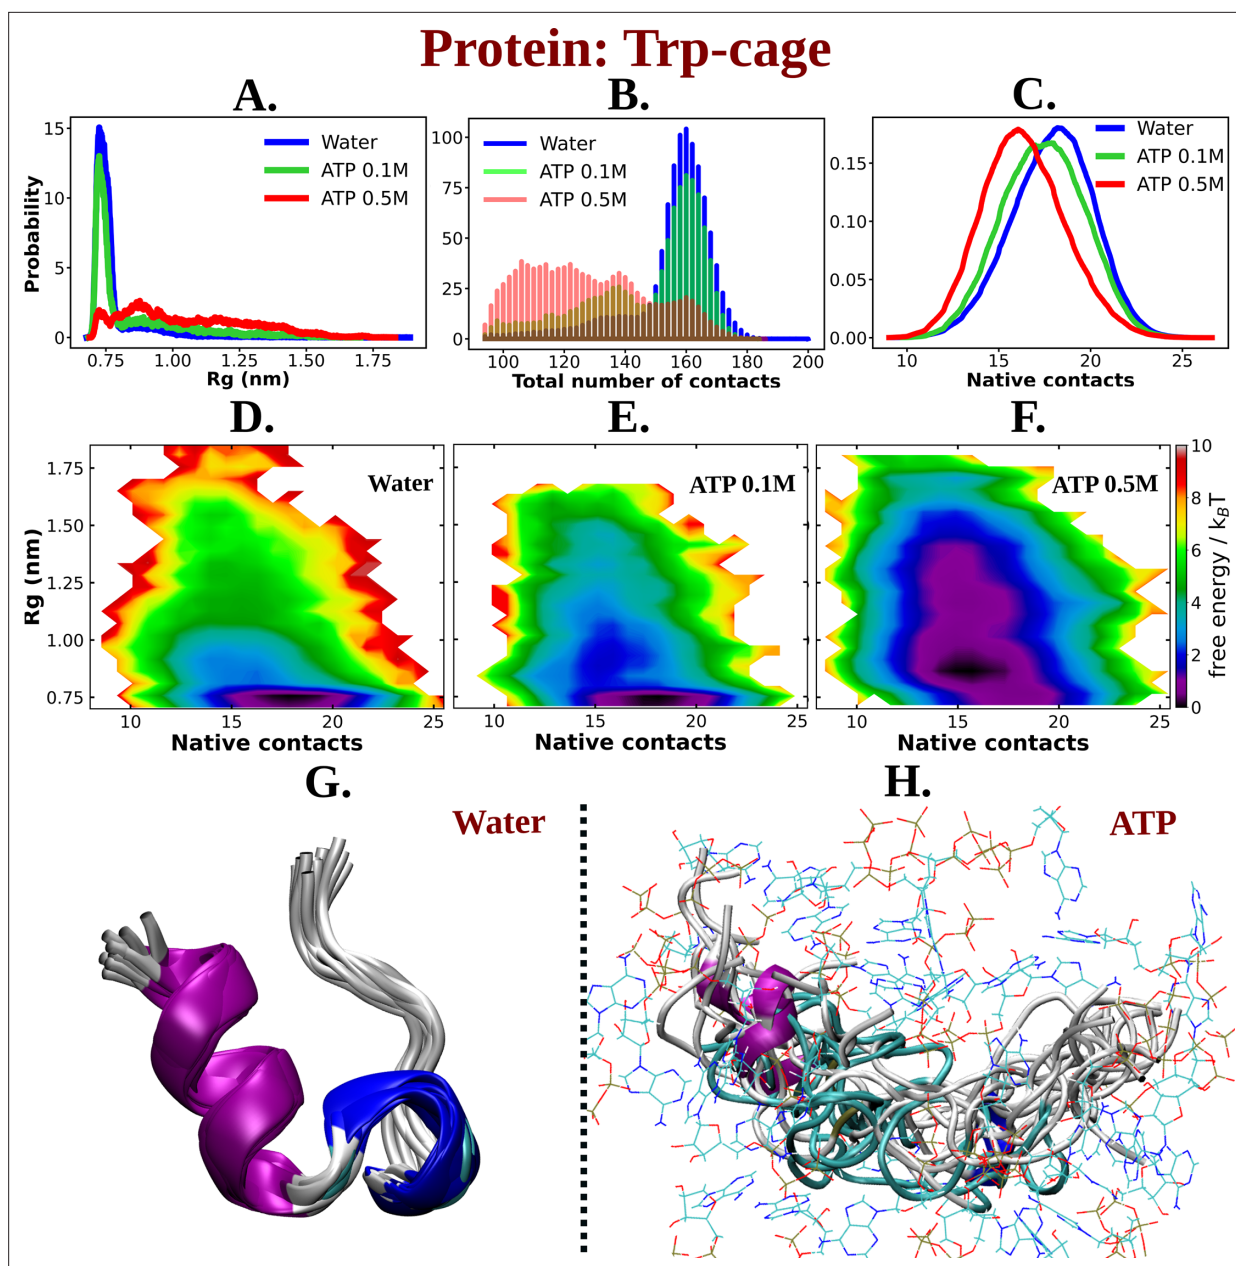 Protein: Trp-cage
A.
B.
C.
Probability
15
10
5
0
0.75
1.00
1.25
1.50
1.75
Rg (nm)
Water
ATP 0.1M
ATP 0.5M
100
75
50
25
0
100
120
140
160
180
200
Total number of contacts
Water
ATP 0.1M
ATP 0.5M
0.15
0.10
0.05
0.00
10
15
20
25
Native contacts
Water
ATP 0.1M
ATP 0.5M
D.
E.
F.
Rg (nm)
1.75
1.50
1.25
1.00
0.75
Water
10
15
20
25
Native contacts
ATP 0.1M
10
15
20
25
Native contacts
ATP 0.5M
10
15
20
25
Native contacts
10
8
6
4
2
0
free energy / k_BT
G.
H.
Water
ATP